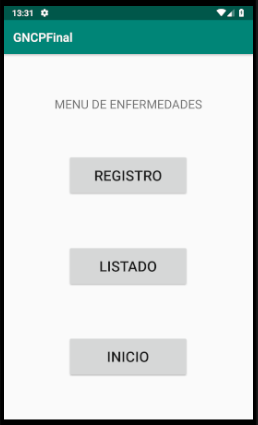 13:31
GNCPFinal
MENU DE ENFERMEDADES
REGISTRO
LISTADO
INICIO